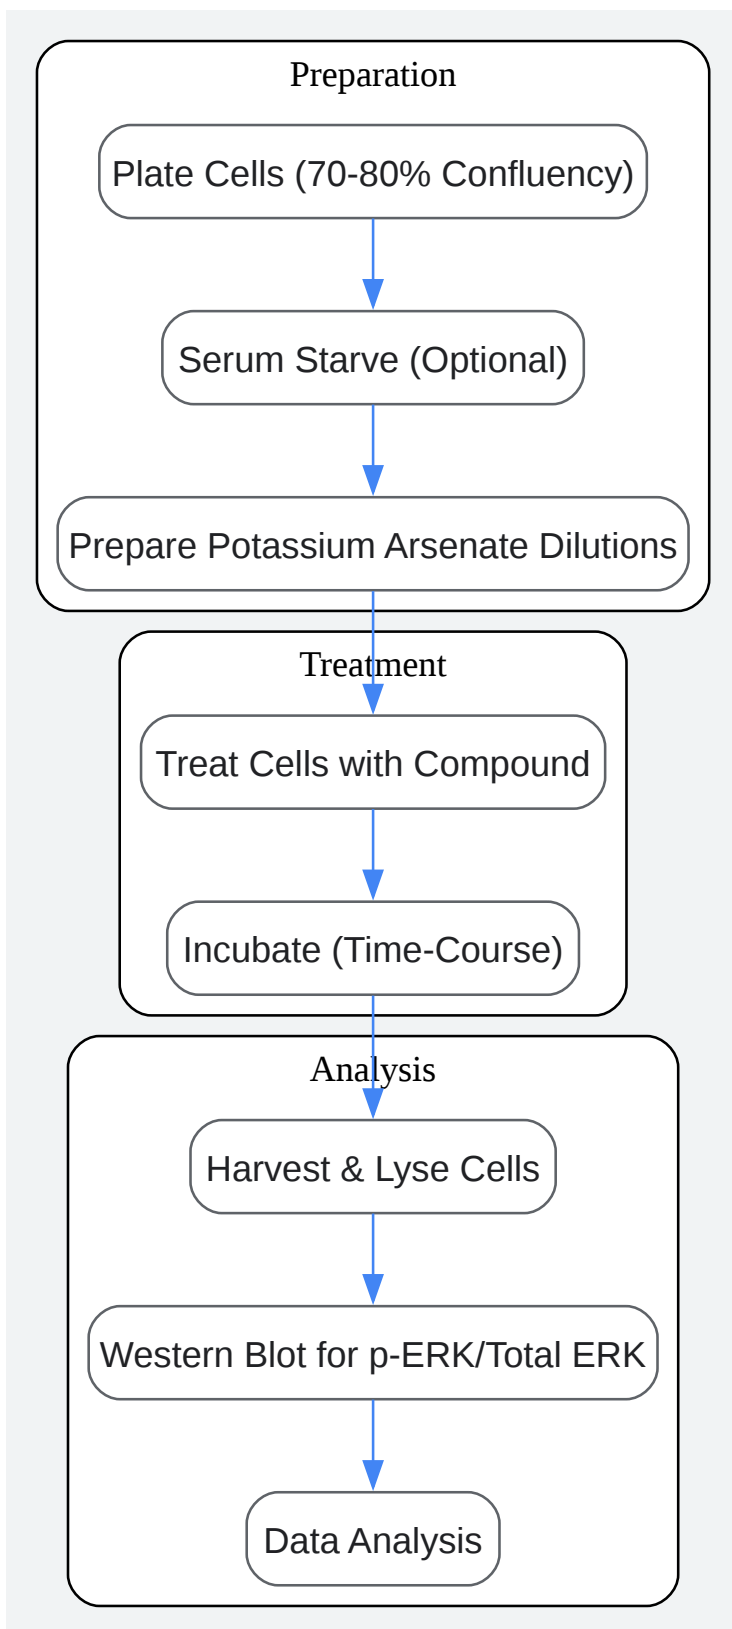 Preparation
Plate Cells (70-80% Confluency)
Serum Starve (Optional)
Prepare Potassium Arsenate Dilutions
Treatment
Treat Cells with Compound
Incubate (Time-Course)
Analysis
Harvest & Lyse Cells
Western Blot for p-ERK/Total ERK
Data Analysis